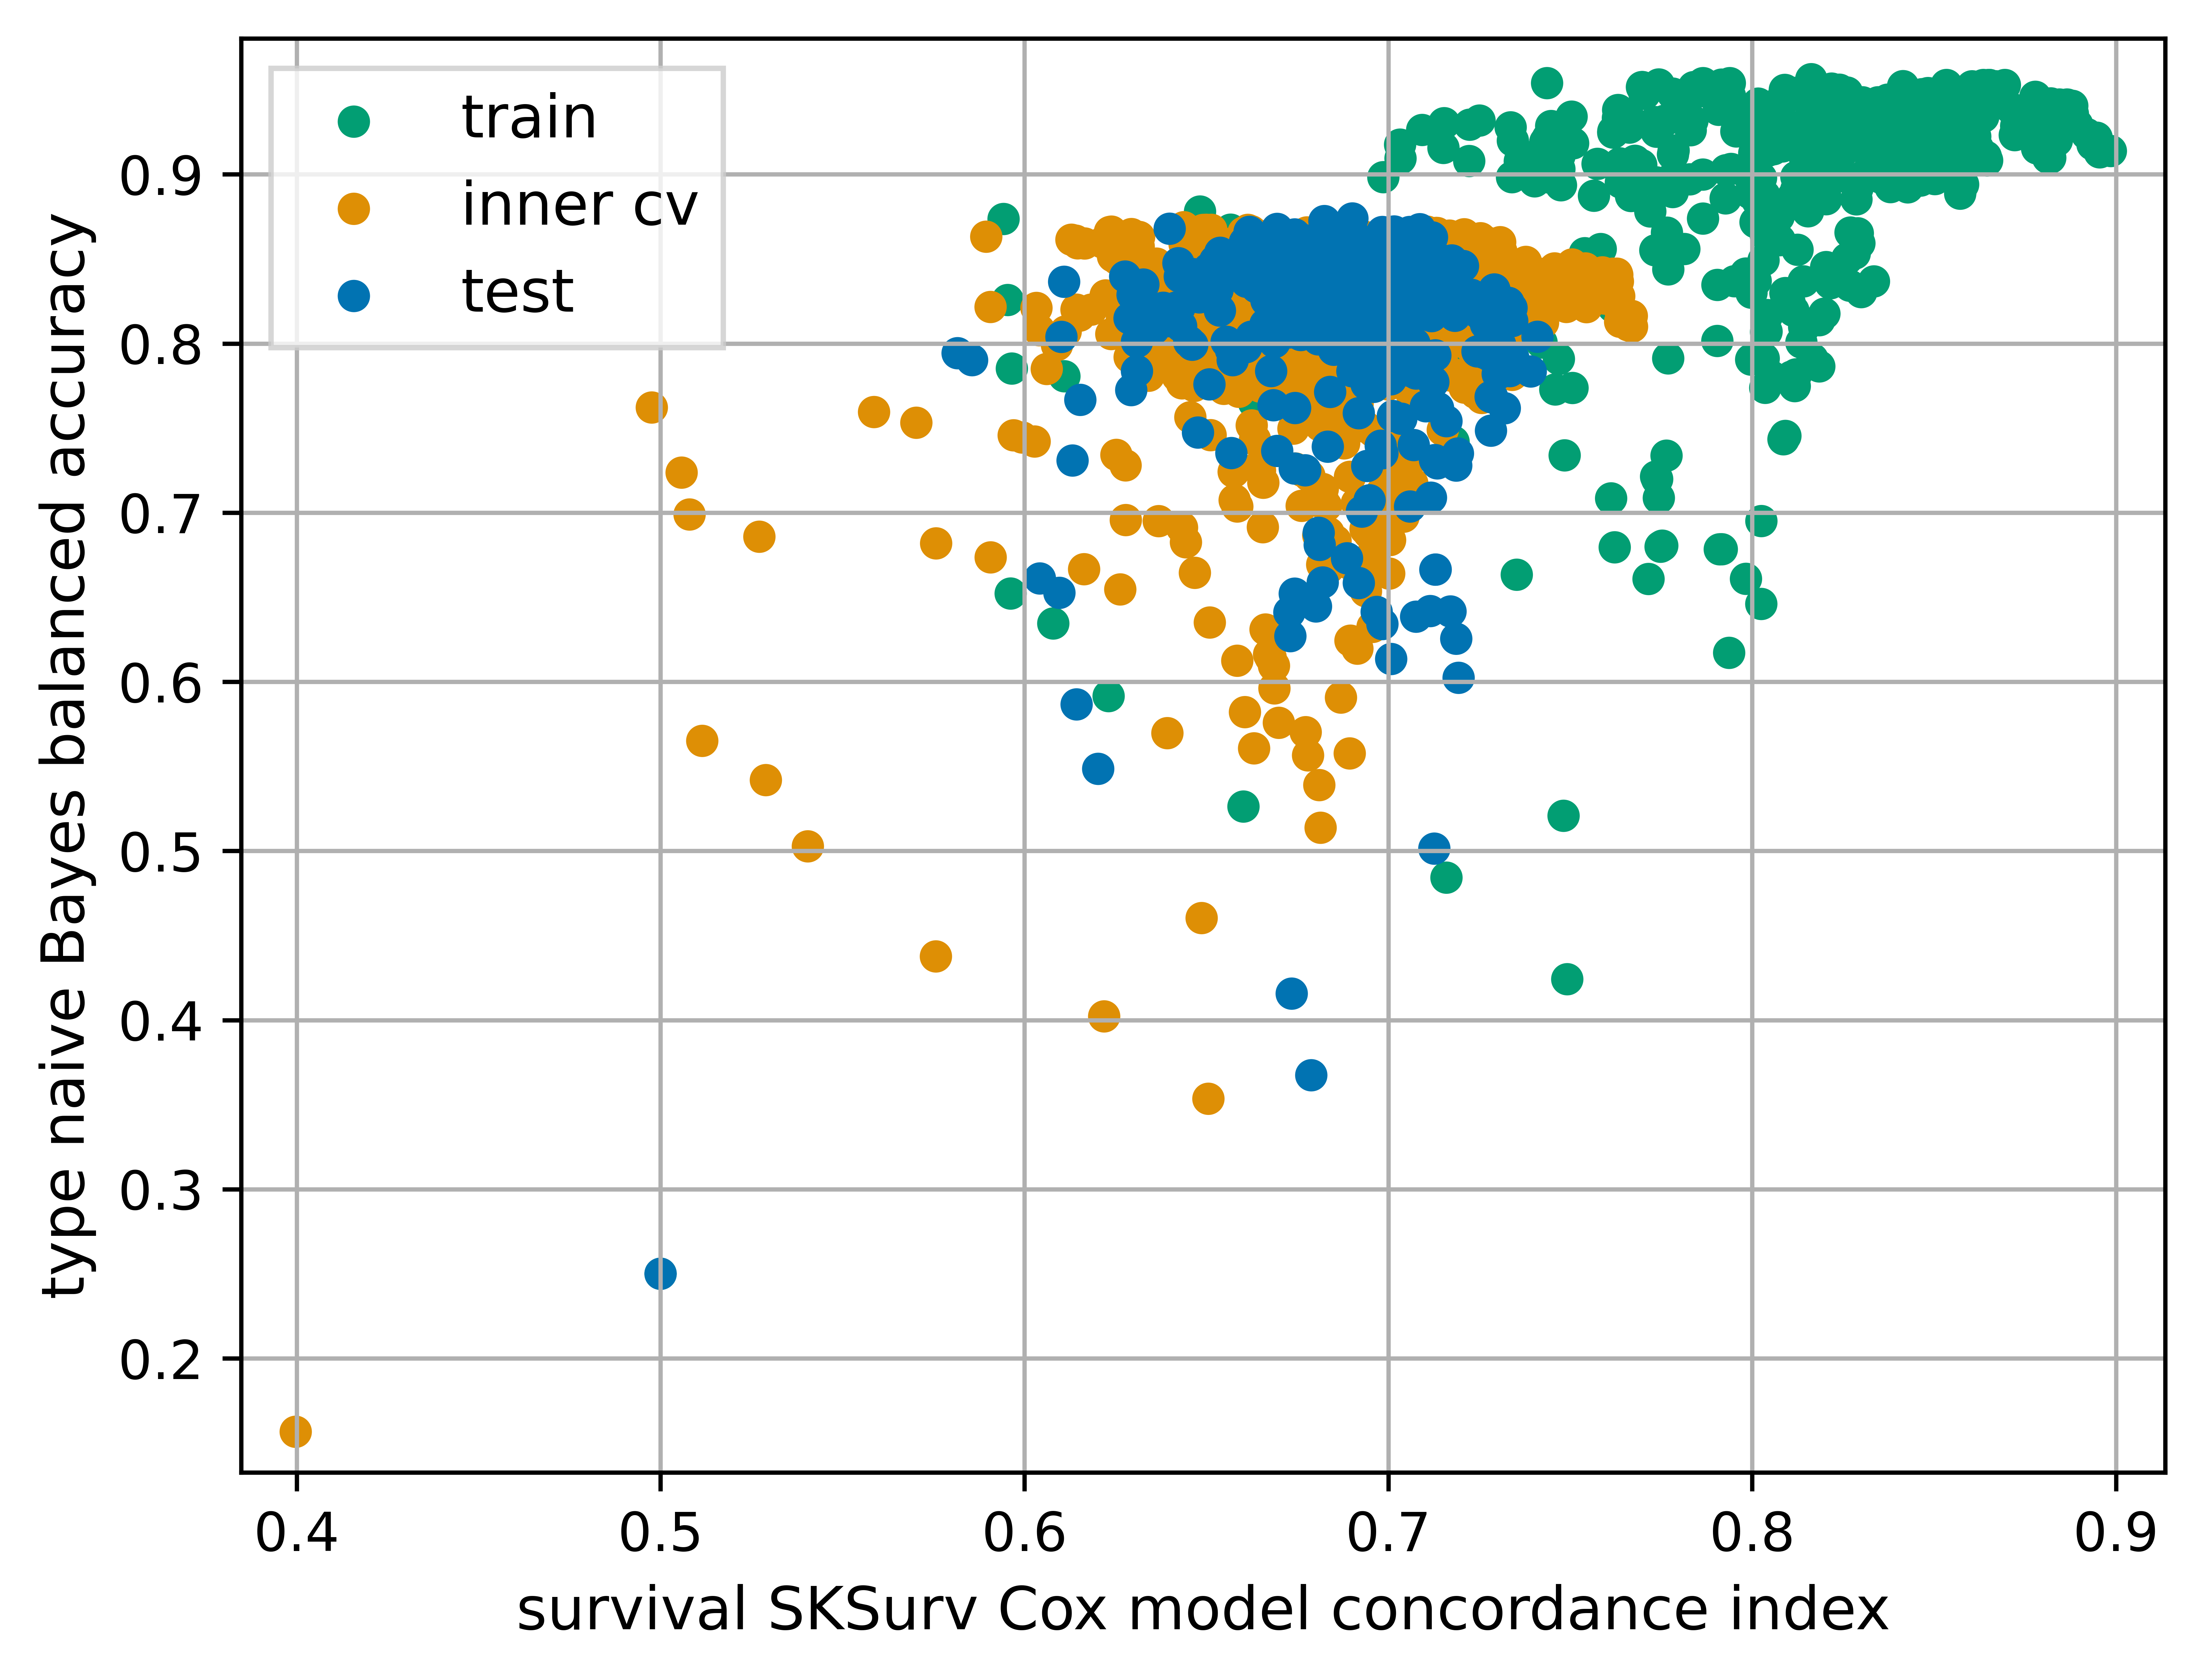 train
inner cv
test
type naive Bayes balanced accuracy
0.9
0.8
0.7
0.6
0.5
0.4
0.3
0.2
0.4 0.5 0.6 0.7 0.8 0.9
survival SKSurv Cox model concordance index